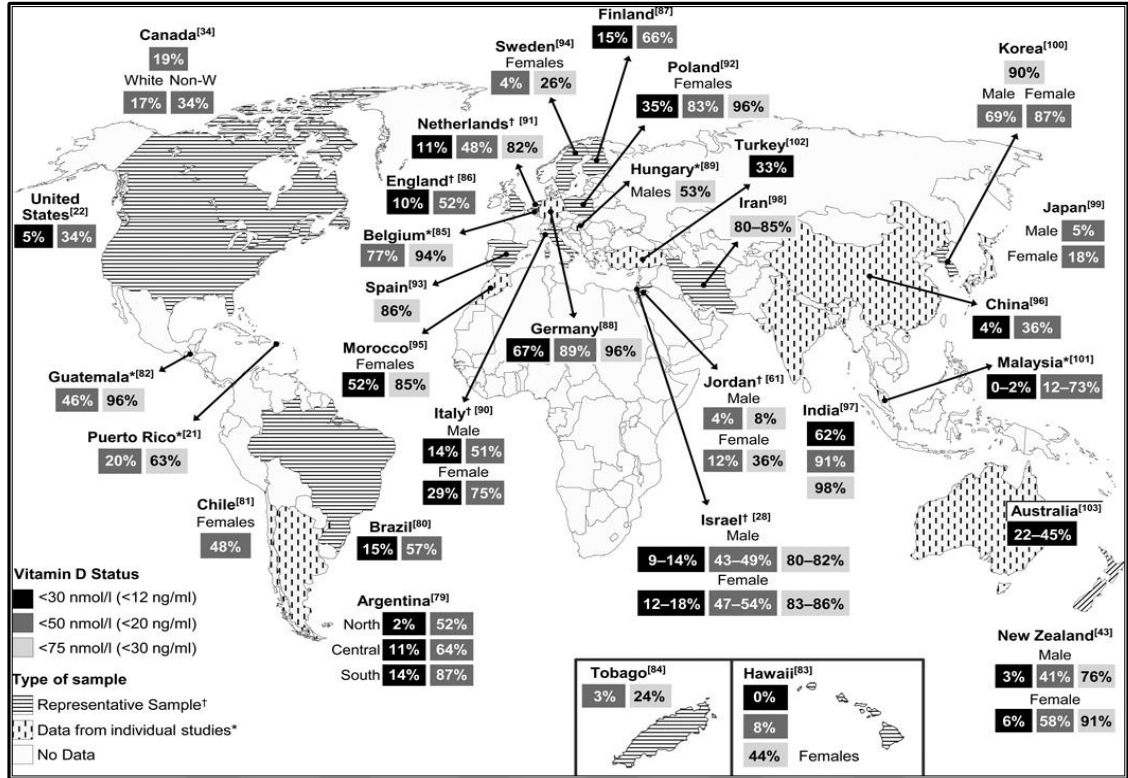 Canada[34]
19%
White Non-W
17% 34%
United
States[22]
5% 34%
Guatemala*[82]
46% 96%
Puerto Rico*[21]
20% 63%
Chile[81]
Females
48%
Brazil[80]
15% 57%
Argentina[79]
North 2% 52%
Central 11% 64%
South 14% 87%
Finland[87]
15% 66%
Sweden[94]
Females
4% 26%
Poland[92]
Females
35% 83% 96%
Netherlands† [91]
11% 48% 82%
England† [86]
10% 52%
Belgium*[85]
77% 94%
Spain[93]
86%
Morocco[95]
Females
52% 85%
Italy† [90]
Male
14% 51%
Female
29% 75%
Germany[88]
67% 89% 96%
Hungary*[89]
Males 53%
Turkey[102]
33%
Iran[98]
80–85%
Jordan† [61]
Male
4% 8%
Female
12% 36%
Israel† [28]
Male
9–14% 43–49% 80–82%
Female
12–18% 47–54% 83–86%
India[97]
62%
91%
98%
Korea[100]
90%
Male Female
69% 87%
Japan[99]
Male 5%
Female 18%
China[96]
4% 36%
Malaysia*[101]
0–2% 12–73%
Australia[103]
22–45%
New Zealand[43]
Male
3% 41% 76%
Female
6% 58% 91%
Tobago[84]
3% 24%
Hawaii[83]
0%
8%
44% Females
Vitamin D Status
<30 nmol/l (<12 ng/ml)
<50 nmol/l (<20 ng/ml)
<75 nmol/l (<30 ng/ml)
Type of sample
Representative Sample†
Data from individual studies*
No Data